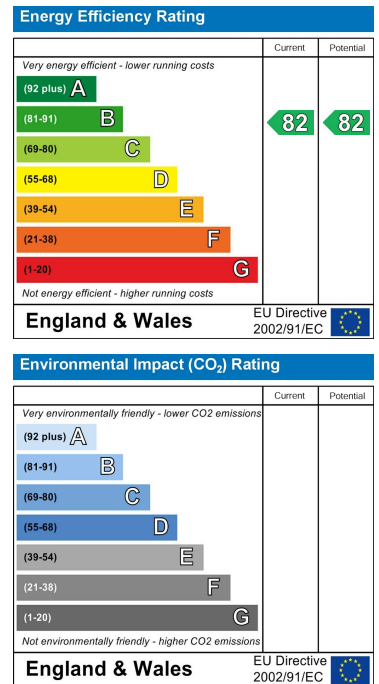 Energy Efficiency Rating
Current Potential
Very energy efficient - lower running costs
(92 plus) A
(81-91) B 82 82
(69-80) C
(55-68) D
(39-54) E
(21-38) F
(1-20) G
Not energy efficient - higher running costs
England & Wales EU Directive 2002/91/EC
Environmental Impact (CO₂) Rating
Current Potential
Very environmentally friendly - lower CO2 emissions
(92 plus) A
(81-91) B
(69-80) C
(55-68) D
(39-54) E
(21-38) F
(1-20) G
Not environmentally friendly - higher CO2 emissions
England & Wales EU Directive 2002/91/EC